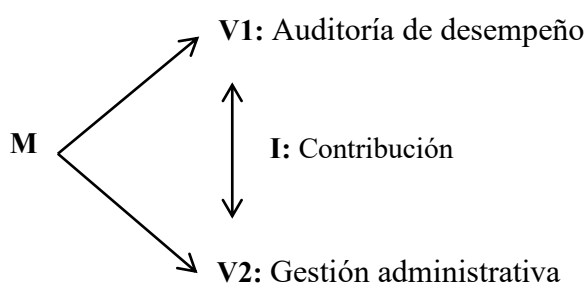 V1: Auditoría de desempeño
M
I: Contribución
V2: Gestión administrativa